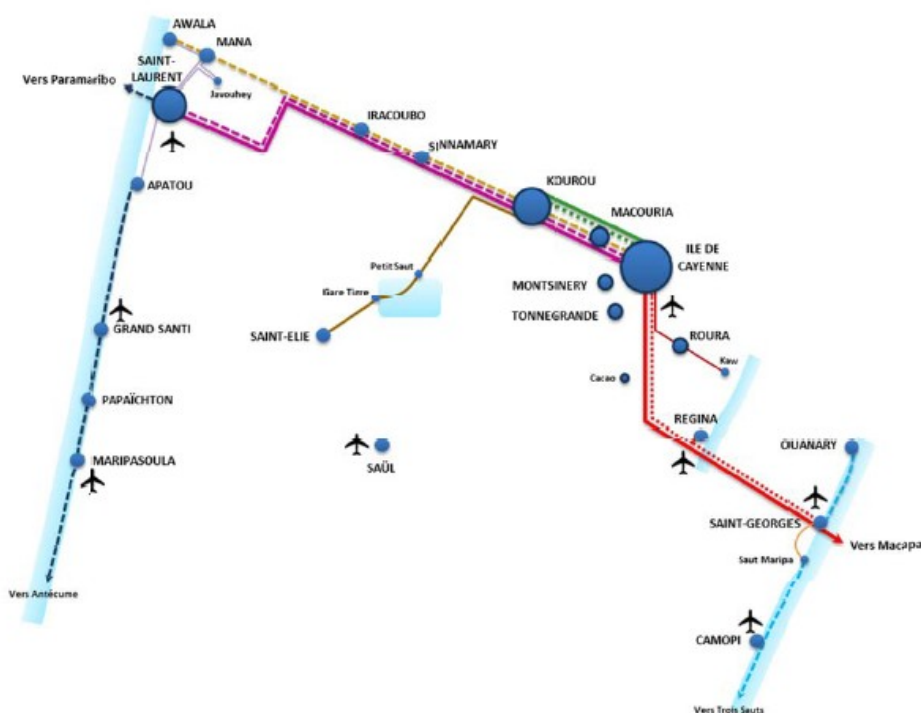 AWALA
MANA
SAINT-
LAURENT
Vers Paramaribo
Javouhey
IRACOUBO
SINNAMARY
APATOU
KOUROU
MACOURIA
ILE DE
CAYENNE
Petit Saut
MONTSINERY
Gare Tigre
TONNEGRANDE
GRAND SANTI
SAINT-ELIE
ROURA
Kaw
Cacao
PAPAÏCHTON
REGINA
OUANARY
MARIPASOULA
SAÜL
SAINT-GEORGES
Vers Macapa
Saut Maripa
Vers Antécume
CAMOPI
Vers Trois Sauts